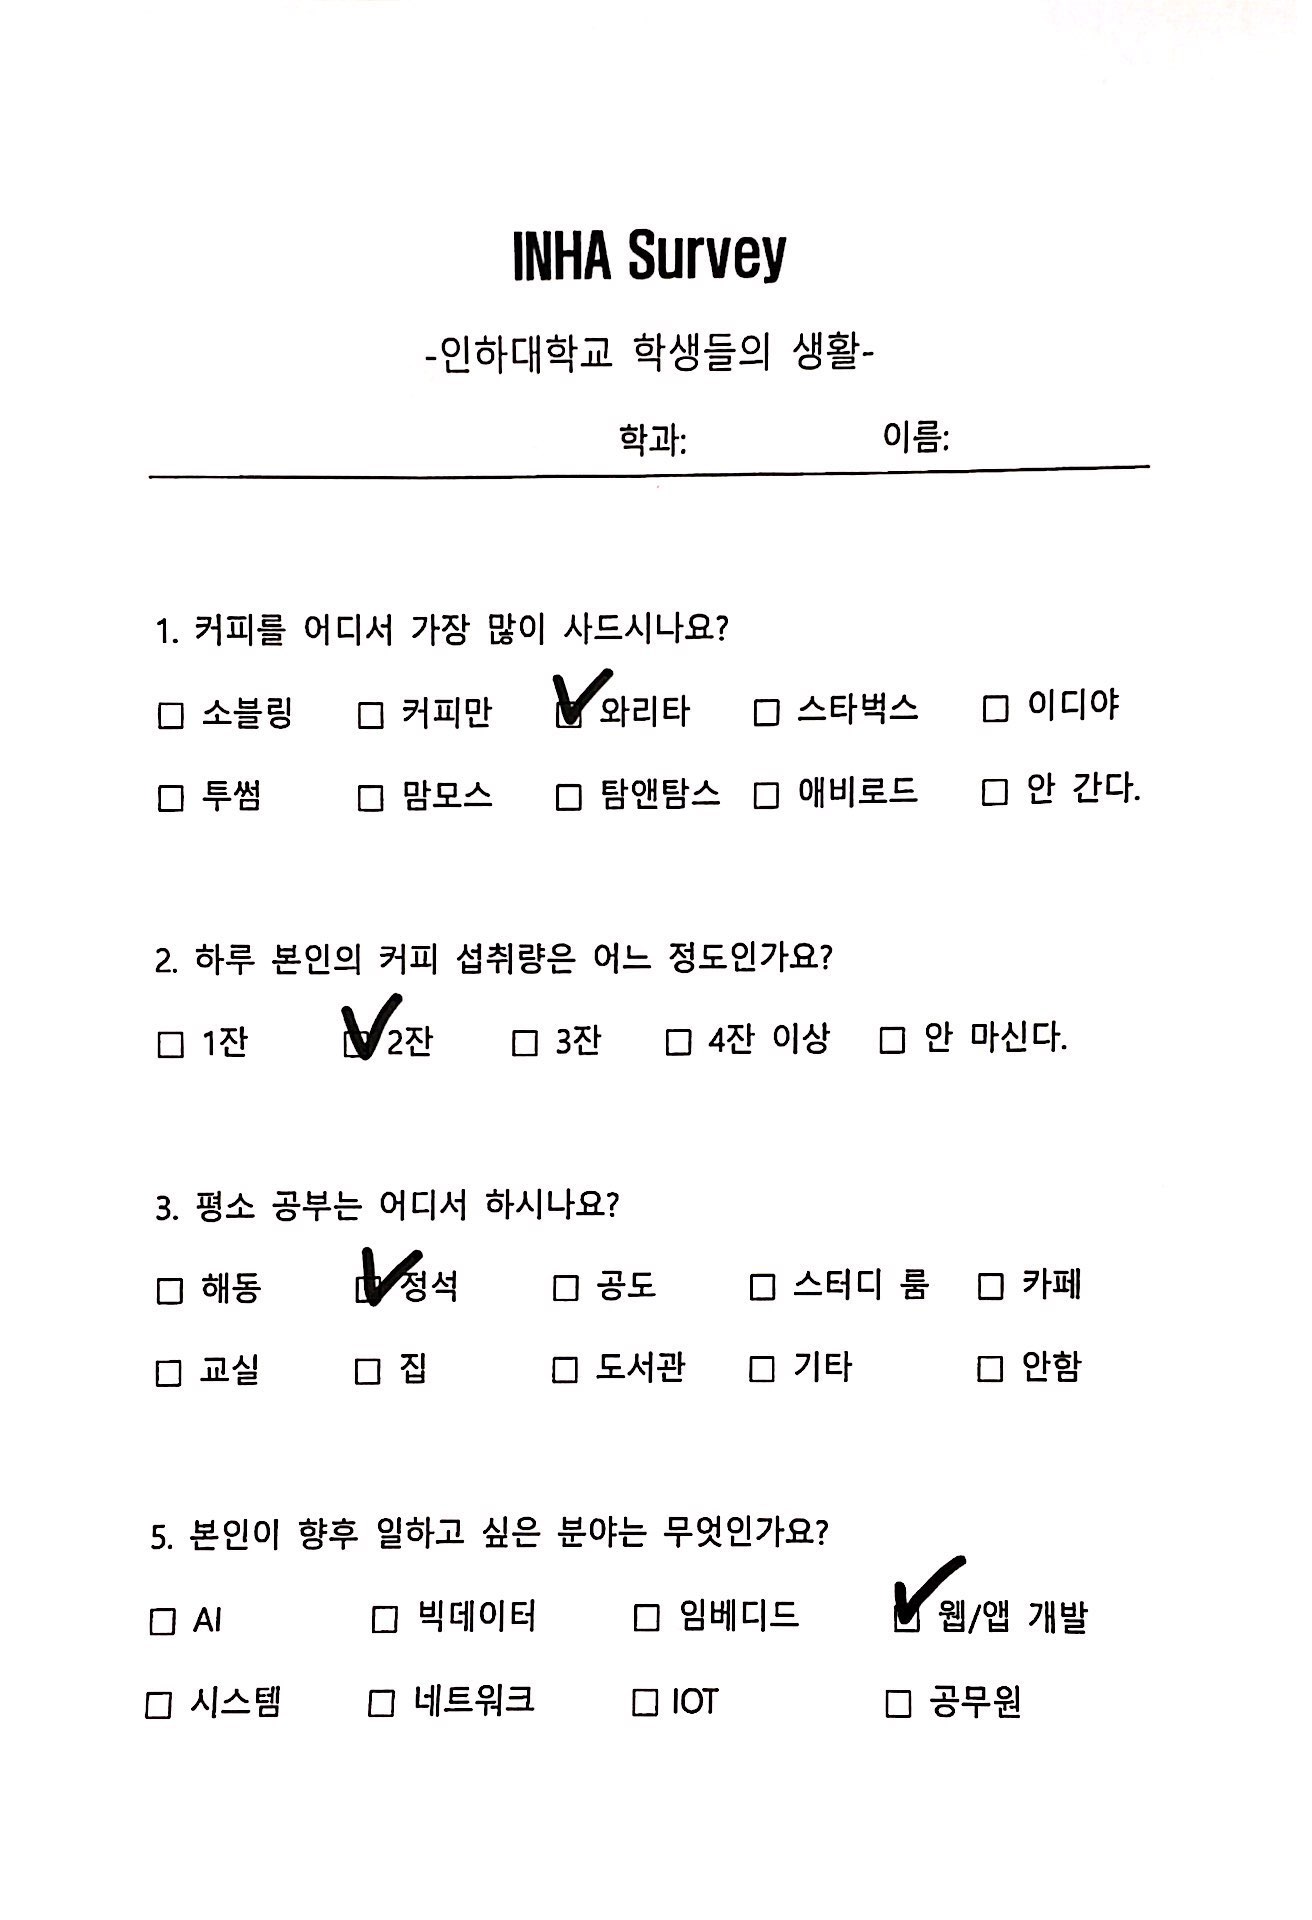 INHA Survey
-인하대학교 학생들의 생활-
학과: 이름:
1. 커피를 어디서 가장 많이 사드시나요?
□ 소블링 □ 커피만 ☑ 와리타 □ 스타벅스 □ 이디야
□ 투썸 □ 맘모스 □ 탐앤탐스 □ 애비로드 □ 안 간다.
2. 하루 본인의 커피 섭취량은 어느 정도인가요?
□ 1잔 ☑ 2잔 □ 3잔 □ 4잔 이상 □ 안 마신다.
3. 평소 공부는 어디서 하시나요?
□ 해동 ☑ 정석 □ 공도 □ 스터디 룸 □ 카페
□ 교실 □ 집 □ 도서관 □ 기타 □ 안함
5. 본인이 향후 일하고 싶은 분야는 무엇인가요?
□ AI □ 빅데이터 □ 임베디드 ☑ 웹/앱 개발
□ 시스템 □ 네트워크 □ IOT □ 공무원